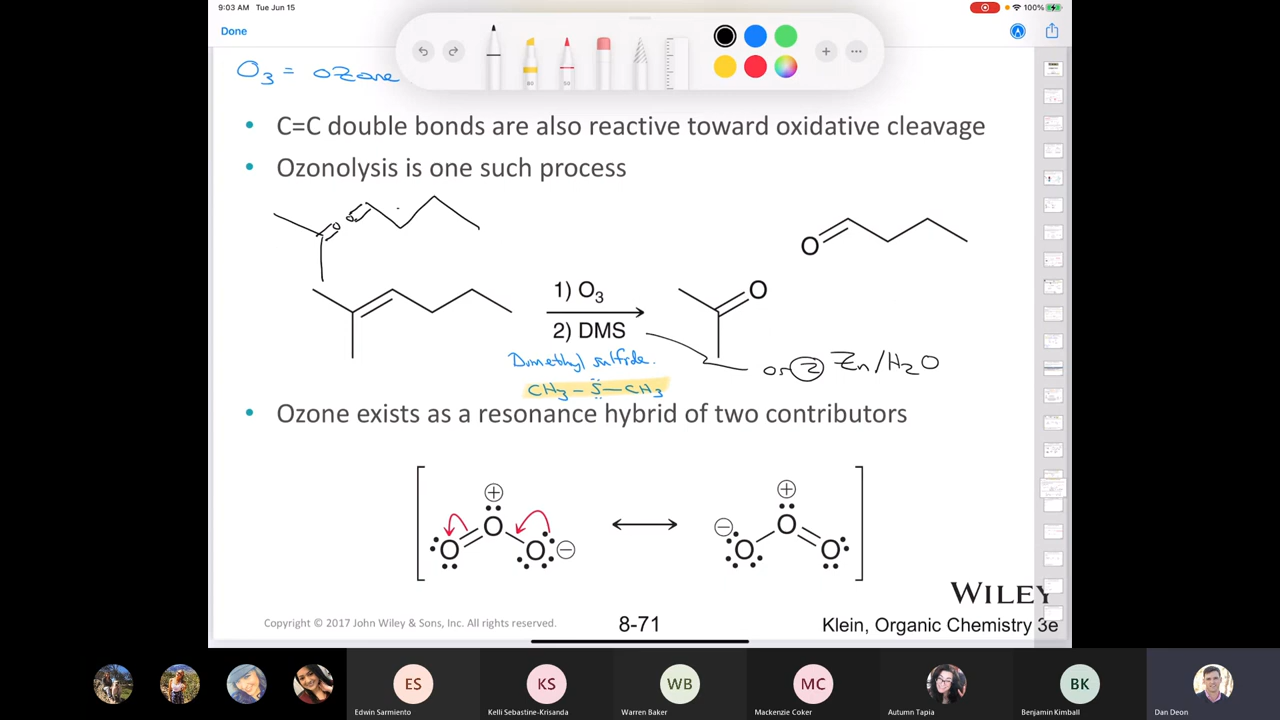 9:03 AM Tue Jun 15
100%
Done
O3 = ozone
• C=C double bonds are also reactive toward oxidative cleavage
• Ozonolysis is one such process
O O
O
1) O3
O
2) DMS
Dimethyl sulfide.
or 2 Zn/H2O
CH3 – S – CH3
• Ozone exists as a resonance hybrid of two contributors
O O O
O O O
WILEY
Copyright © 2017 John Wiley & Sons, Inc. All rights reserved.
8-71
Klein, Organic Chemistry 3e
ES KS WB MC BK
Edwin Sarmiento Kelli Sebastine-Krisanda Warren Baker Mackenzie Coker Autumn Tapia Benjamin Kimball Dan Deon